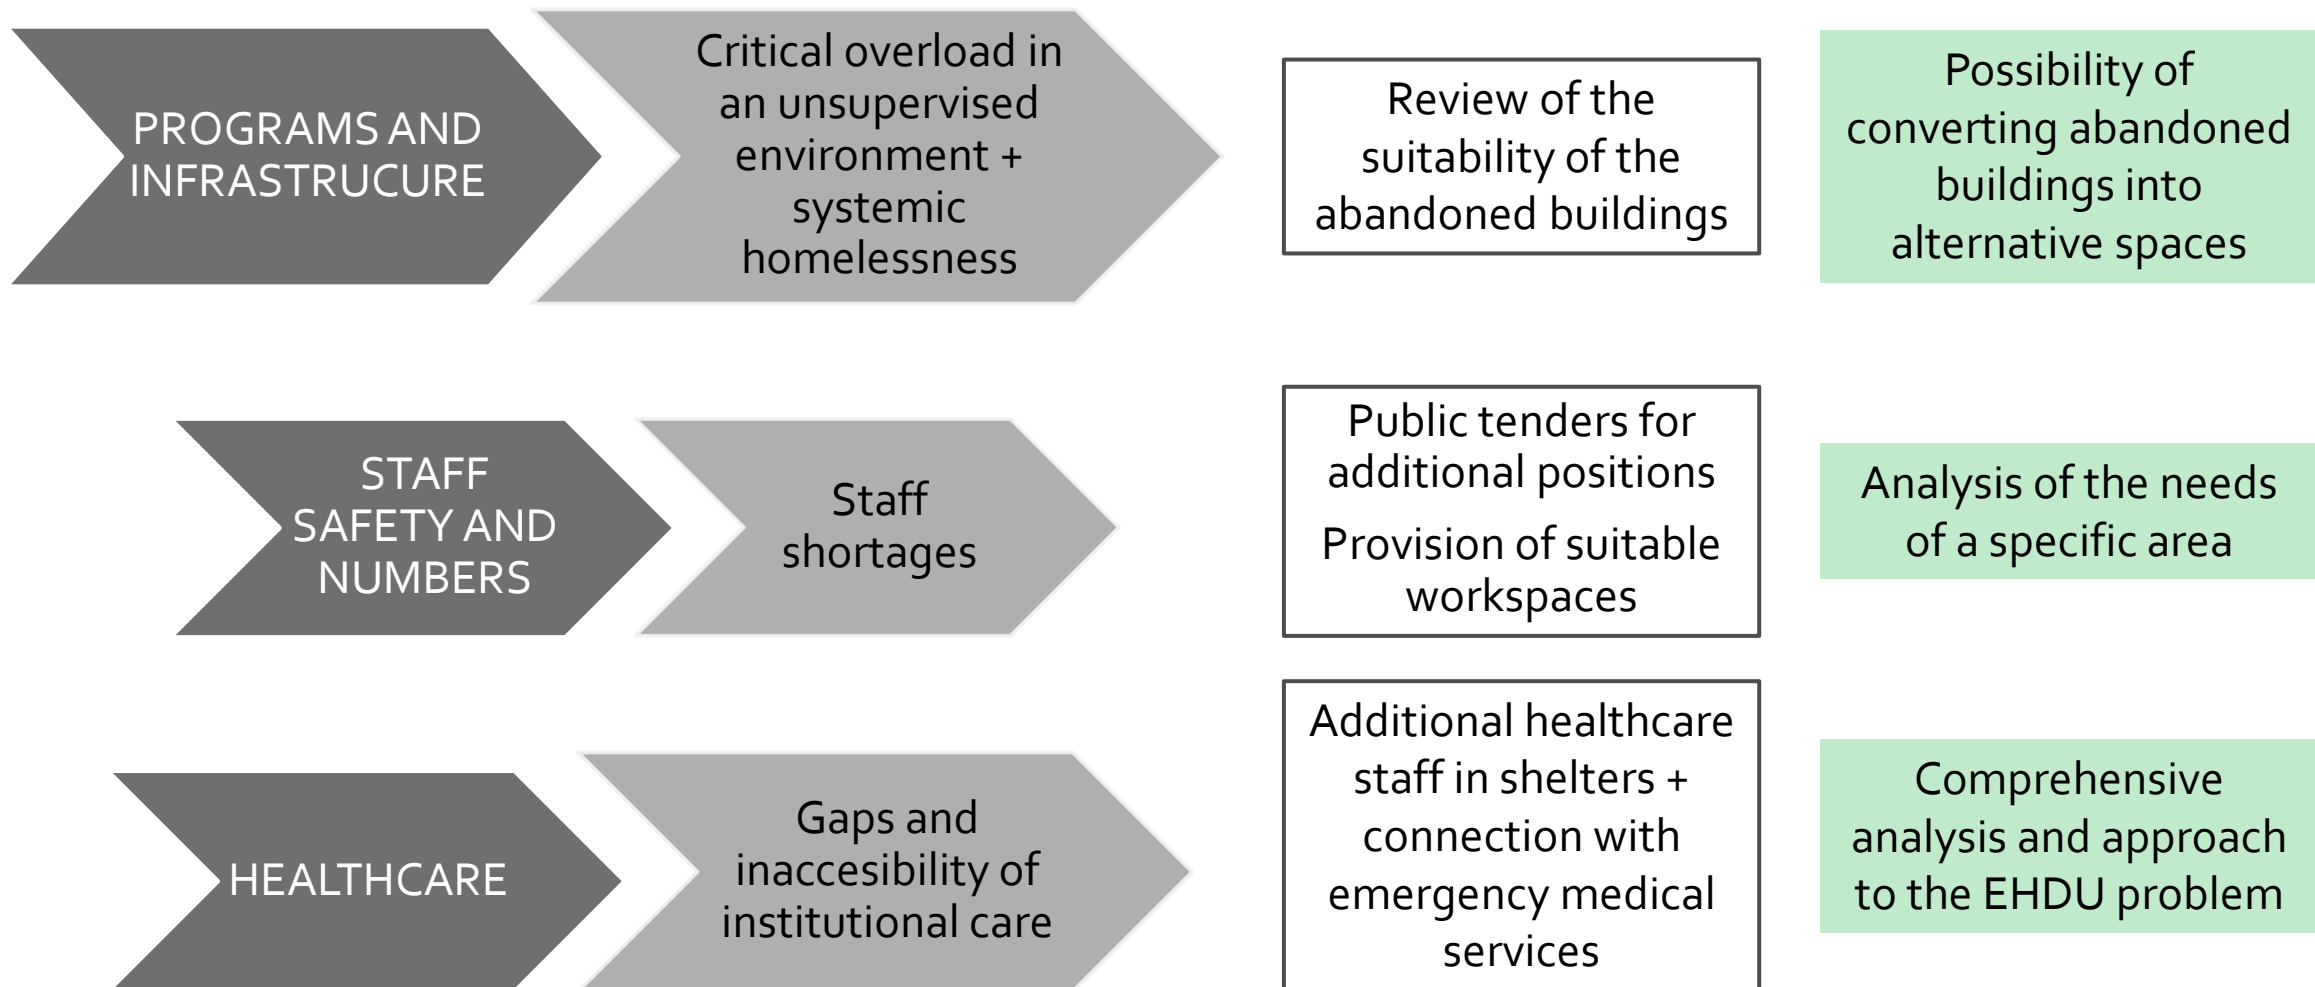 PROGRAMS AND
INFRASTRUCURE
Critical overload in
an unsupervised
environment +
systemic
homelessness
Review of the
suitability of the
abandoned buildings
Possibility of
converting abandoned
buildings into
alternative spaces
STAFF
SAFETY AND
NUMBERS
Staff
shortages
Public tenders for
additional positions
Provision of suitable
workspaces
Analysis of the needs
of a specific area
HEALTHCARE
Gaps and
inaccesibility of
institutional care
Additional healthcare
staff in shelters +
connection with
emergency medical
services
Comprehensive
analysis and approach
to the EHDU problem